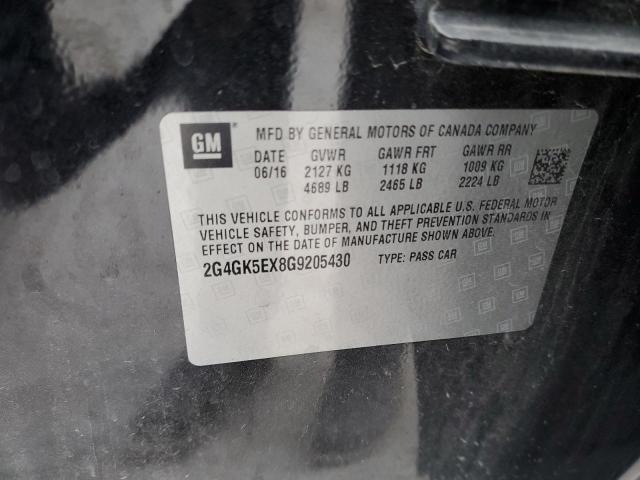 GM
MFD BY GENERAL MOTORS OF CANADA COMPANY
DATE GVWR GAWR FRT GAWR RR
06/16 2127 KG 1118 KG 1009 KG
4689 LB 2465 LB 2224 LB
THIS VEHICLE CONFORMS TO ALL APPLICABLE U.S. FEDERAL MOTOR
VEHICLE SAFETY, BUMPER, AND THEFT PREVENTION STANDARDS IN
EFFECT ON THE DATE OF MANUFACTURE SHOWN ABOVE.
2G4GK5EX8G9205430 TYPE: PASS CAR